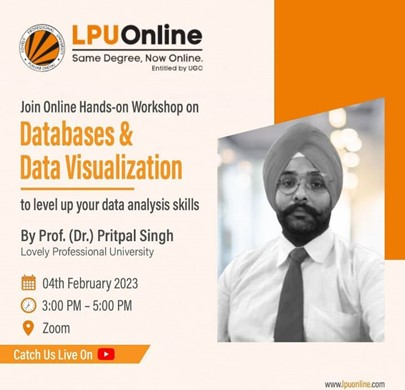 LPUOnline
Same Degree, Now Online.
Entitled by UGC
Join Online Hands-on Workshop on
Databases &
Data Visualization
to level up your data analysis skills
By Prof. (Dr.) Pritpal Singh
Lovely Professional University
04th February 2023
3:00 PM – 5:00 PM
Zoom
Catch Us Live On
www.lpuonline.com